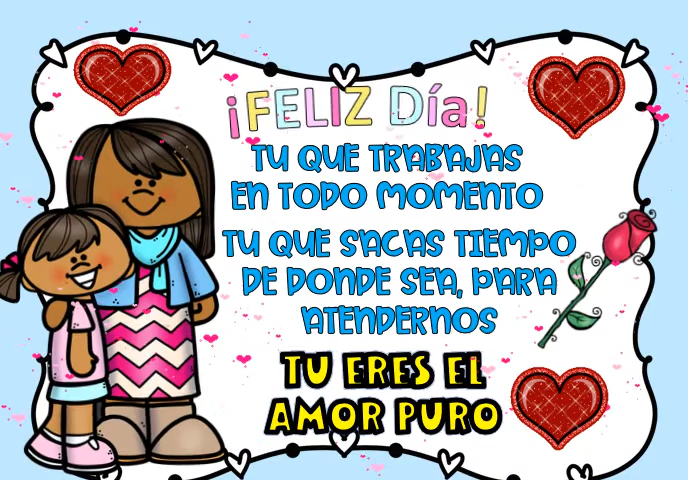 ¡FELIZ Día!
TU QUE TRABAJAS
EN TODO MOMENTO
TU QUE SACAS TIEMPO
DE DONDE SEA, PARA
ATENDERNOS
TU ERES EL
AMOR PURO